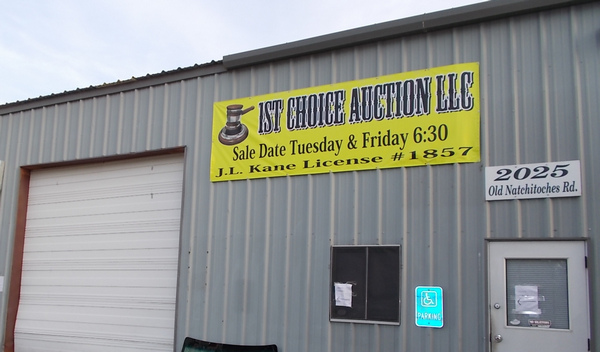 1ST CHOICE AUCTION LLC
Sale Date Tuesday & Friday 6:30
J.L. Kane License #1857
2025
Old Natchitoches Rd.
PARKING